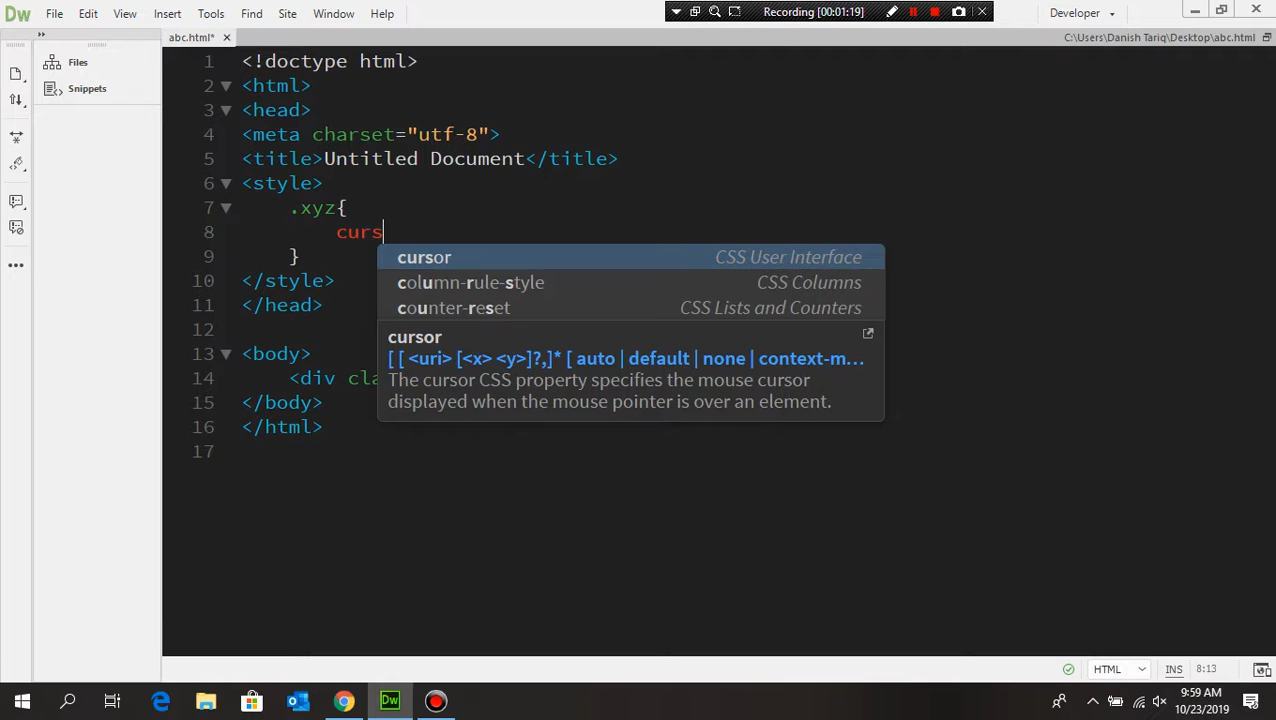 Dw File Edit View Insert Tools Find Site Window Help
Recording [00:01:19]
Developer
abc.html*
C:\Users\Danish Tariq\Desktop\abc.html
Files
Snippets
1 <!doctype html>
2 <html>
3 <head>
4 <meta charset="utf-8">
5 <title>Untitled Document</title>
6 <style>
7 .xyz{
8 curs
9 }
10 </style>
11 </head>
12
13 <body>
14 <div cla
15 </body>
16 </html>
17
cursor CSS User Interface
column-rule-style CSS Columns
counter-reset CSS Lists and Counters
cursor
[ [ <uri> [<x> <y>]?,]* [ auto | default | none | context-m...
The cursor CSS property specifies the mouse cursor
displayed when the mouse pointer is over an element.
HTML INS 8:13
Dw
9:59 AM
10/23/2019